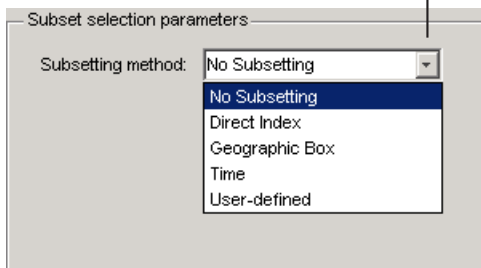 Subset selection parameters
Subsetting method: No Subsetting
No Subsetting
Direct Index
Geographic Box
Time
User-defined